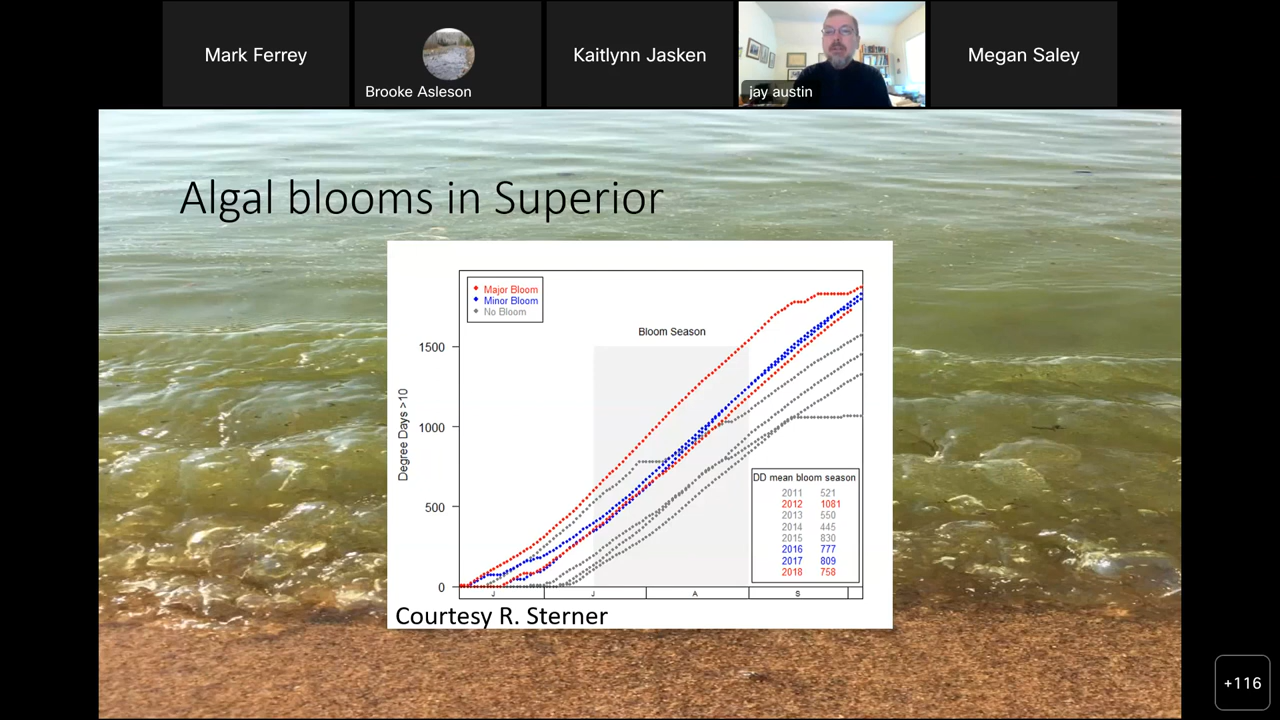 Mark Ferrey
Brooke Asleson
Kaitlynn Jasken
jay austin
Megan Saley
Algal blooms in Superior
Major Bloom
Minor Bloom
No Bloom
Bloom Season
Degree Days >10
1500
1000
500
0
J J A S
DD mean bloom season
2011 521
2012 1081
2013 550
2014 445
2015 830
2016 777
2017 809
2018 758
Courtesy R. Sterner
+116